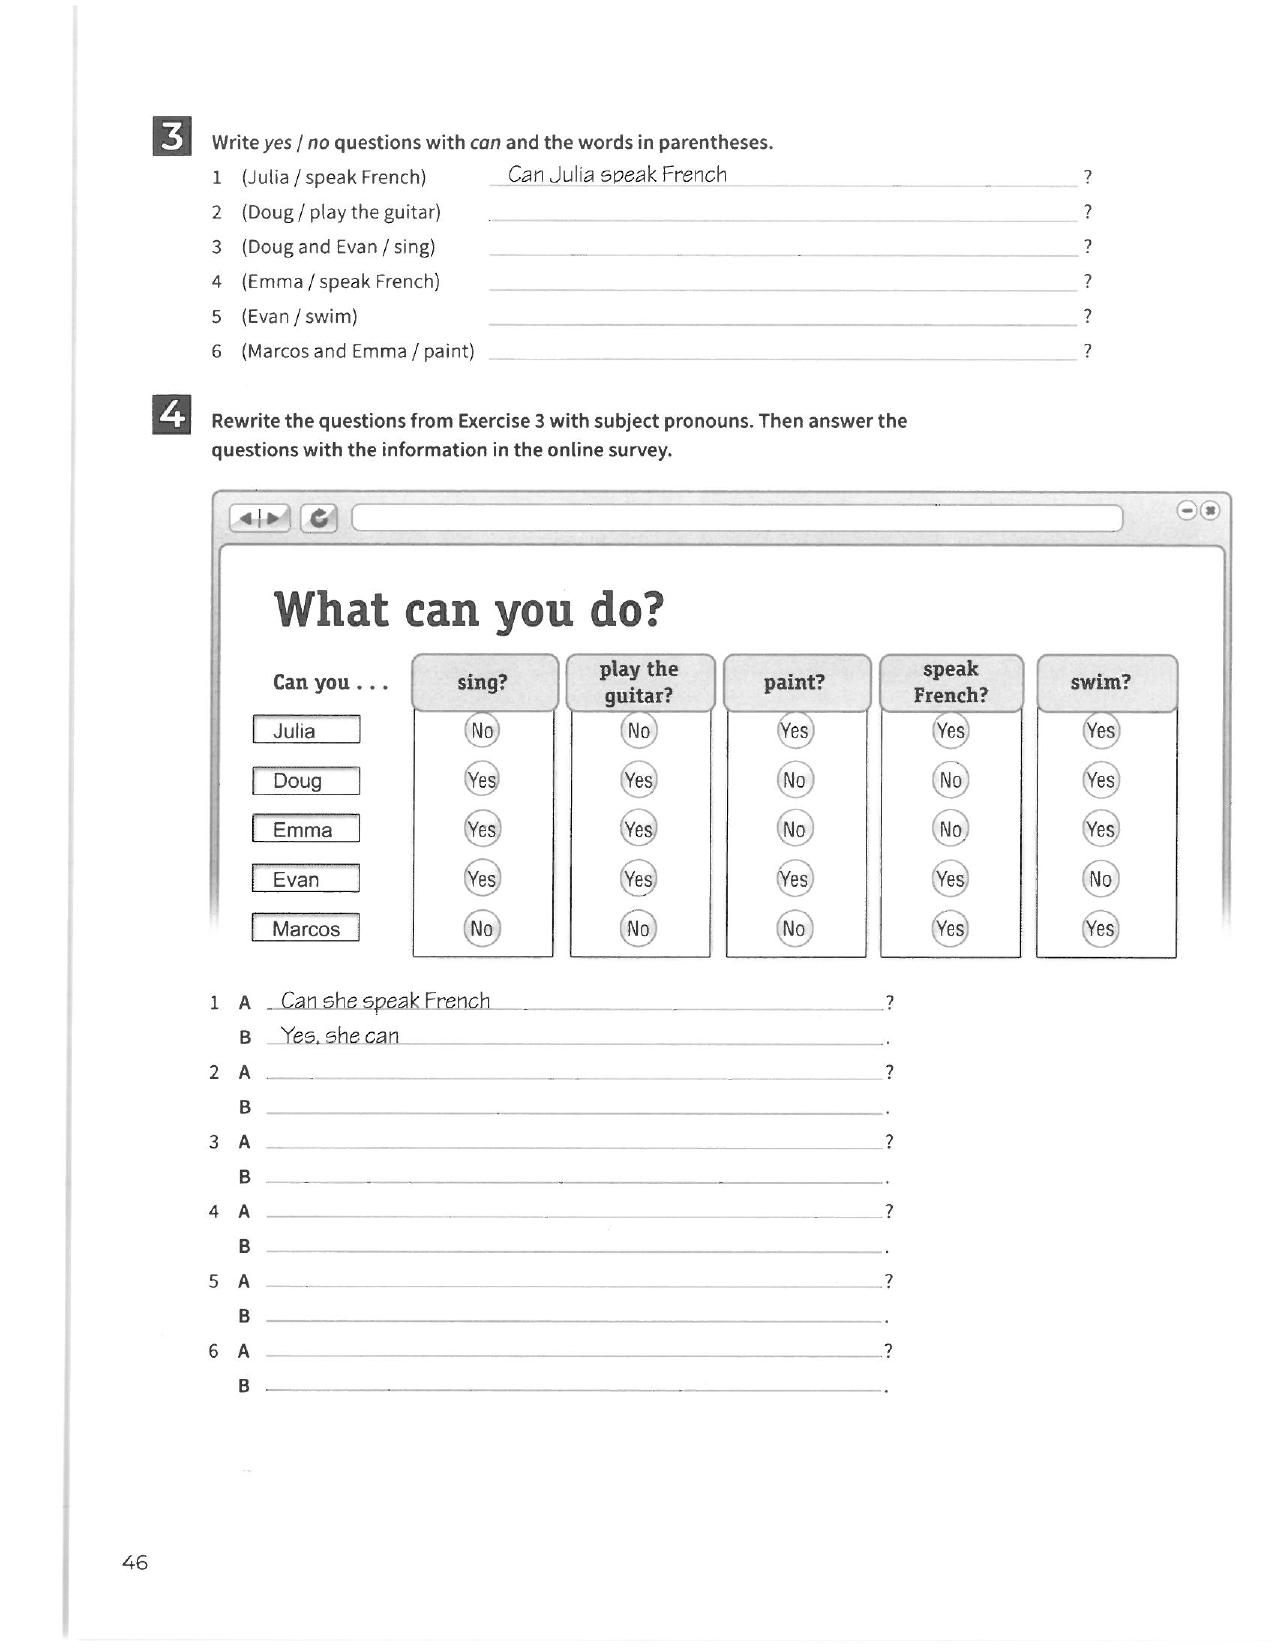 3 Write yes / no questions with can and the words in parentheses.
1 (Julia / speak French) Can Julia speak French ?
2 (Doug / play the guitar) ?
3 (Doug and Evan / sing) ?
4 (Emma / speak French) ?
5 (Evan / swim) ?
6 (Marcos and Emma / paint) ?
4 Rewrite the questions from Exercise 3 with subject pronouns. Then answer the
questions with the information in the online survey.
What can you do?
Can you . . . sing? play the guitar? paint? speak French? swim?
Julia No No Yes Yes Yes
Doug Yes Yes No No Yes
Emma Yes Yes No No Yes
Evan Yes Yes Yes Yes No
Marcos No No No Yes Yes
1 A Can she speak French ?
B Yes, she can .
2 A ?
B .
3 A ?
B .
4 A ?
B .
5 A ?
B .
6 A ?
B .
46